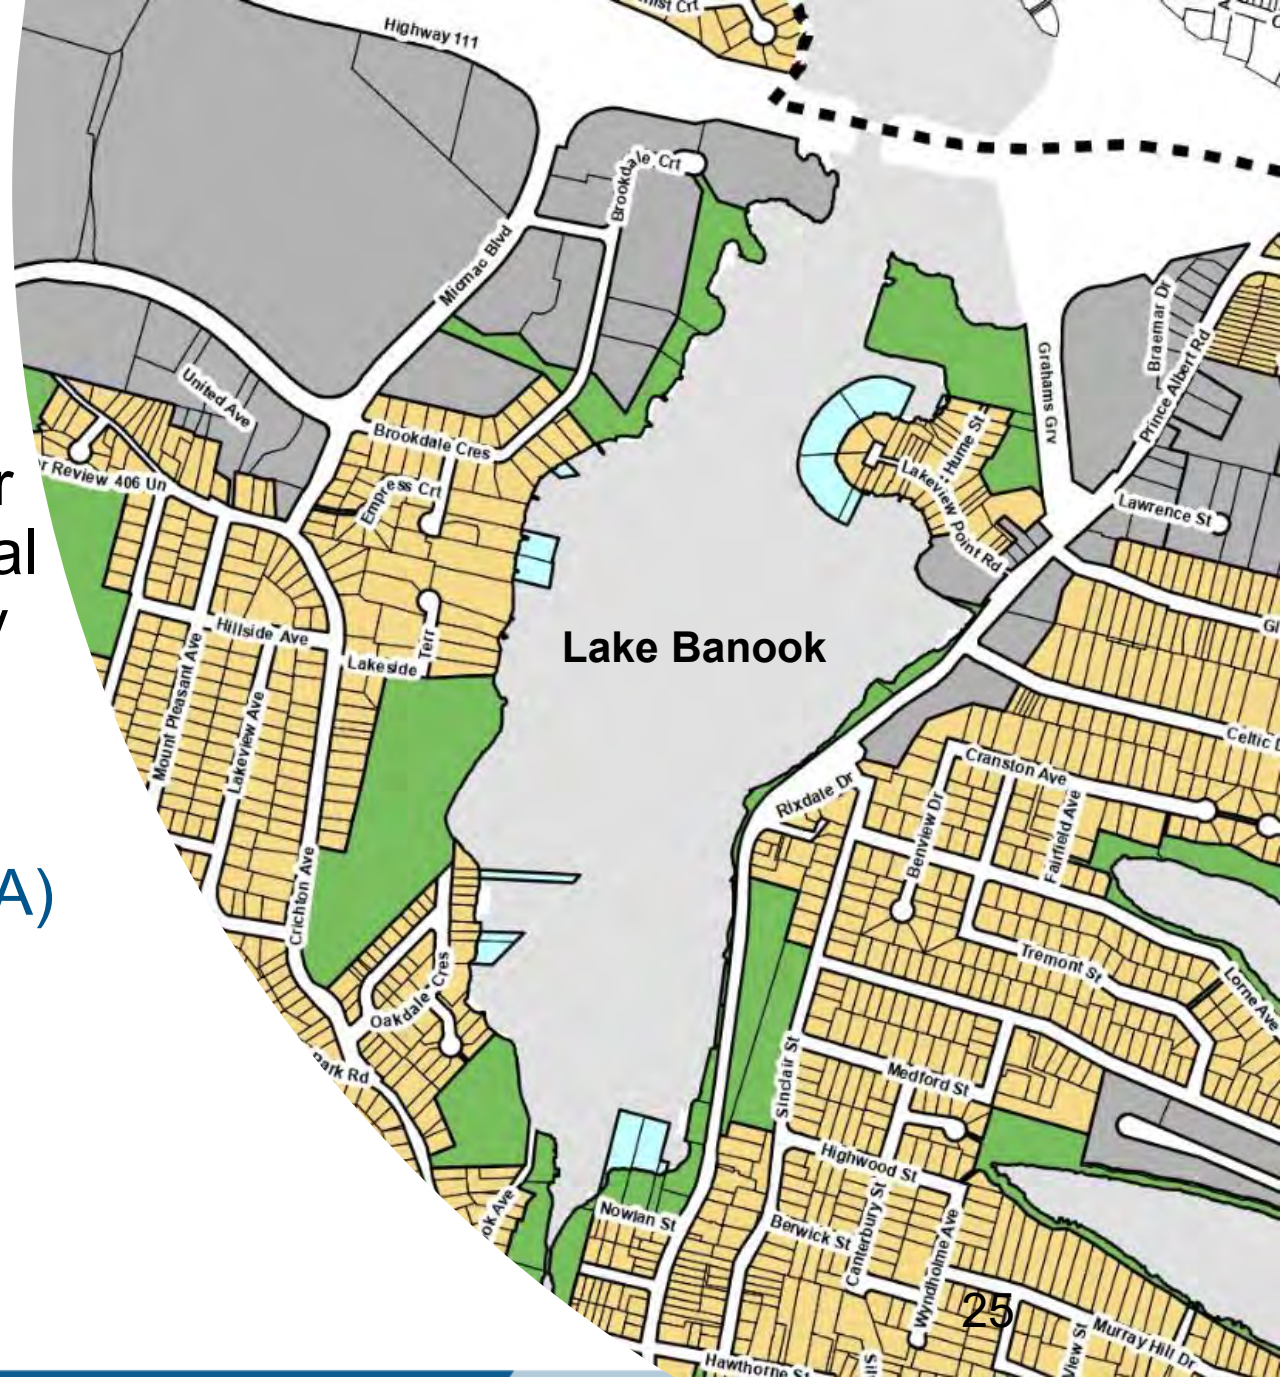 Highway 111
Brookdale Crt
Micmac Blvd
Braemar Dr
Grahams Grv
Prince Albert Rd
United Ave
Brookdale Cres
Hume St
Lakeview Point Rd
Review 406 Un
Empress Crt
Lawrence St
Hillside Ave
Lakeside Terr
Lake Banook
Mount Pleasant Ave
Lakeview Ave
Celtic
Cranston Ave
Rixdale Dr
Benview Dr
Fairfield Ave
A)
Crichton Ave
Tremont St
Lorne Ave
Oakdale Cres
Park Rd
Sinclair St
Medford St
Highwood St
Nowlan St
Berwick St
Canterbury St
Wyndholme Ave
25
Murray Hill Dr
View St
Hawthorne St